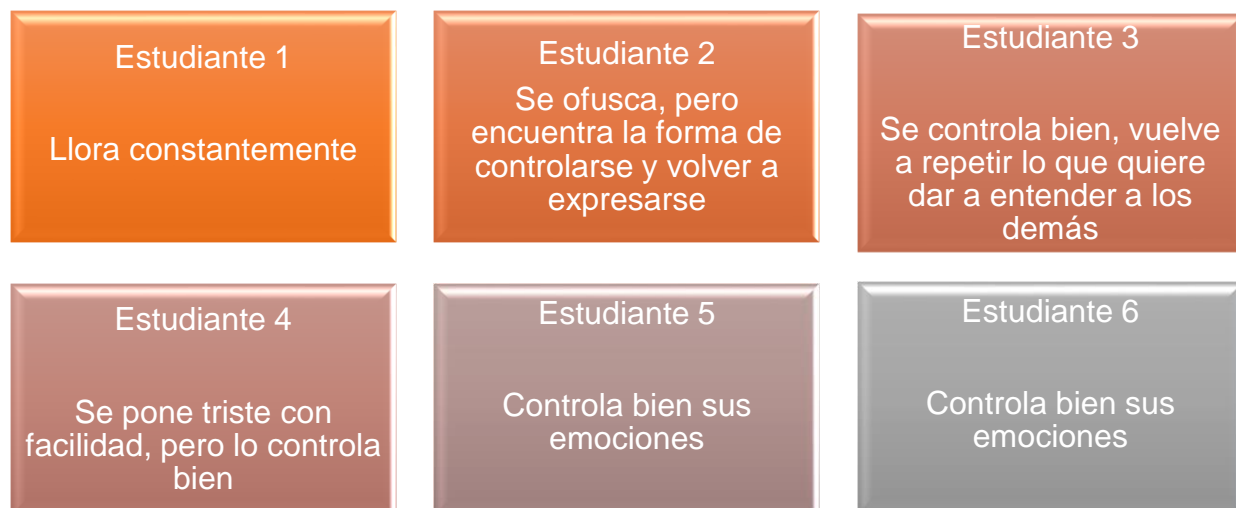 Estudiante 1
Llora constantemente
Estudiante 2
Se ofusca, pero
encuentra la forma de
controlarse y volver a
expresarse
Estudiante 3
Se controla bien, vuelve
a repetir lo que quiere
dar a entender a los
demás
Estudiante 4
Se pone triste con
facilidad, pero lo controla
bien
Estudiante 5
Controla bien sus
emociones
Estudiante 6
Controla bien sus
emociones